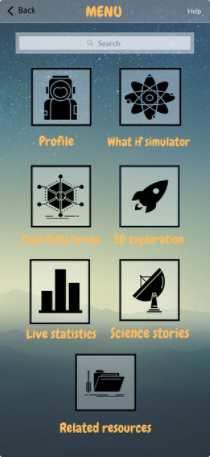 Back MENU Help
Search
Profile What if simulator
3D exploration
Live statistics Science stories
Related resources